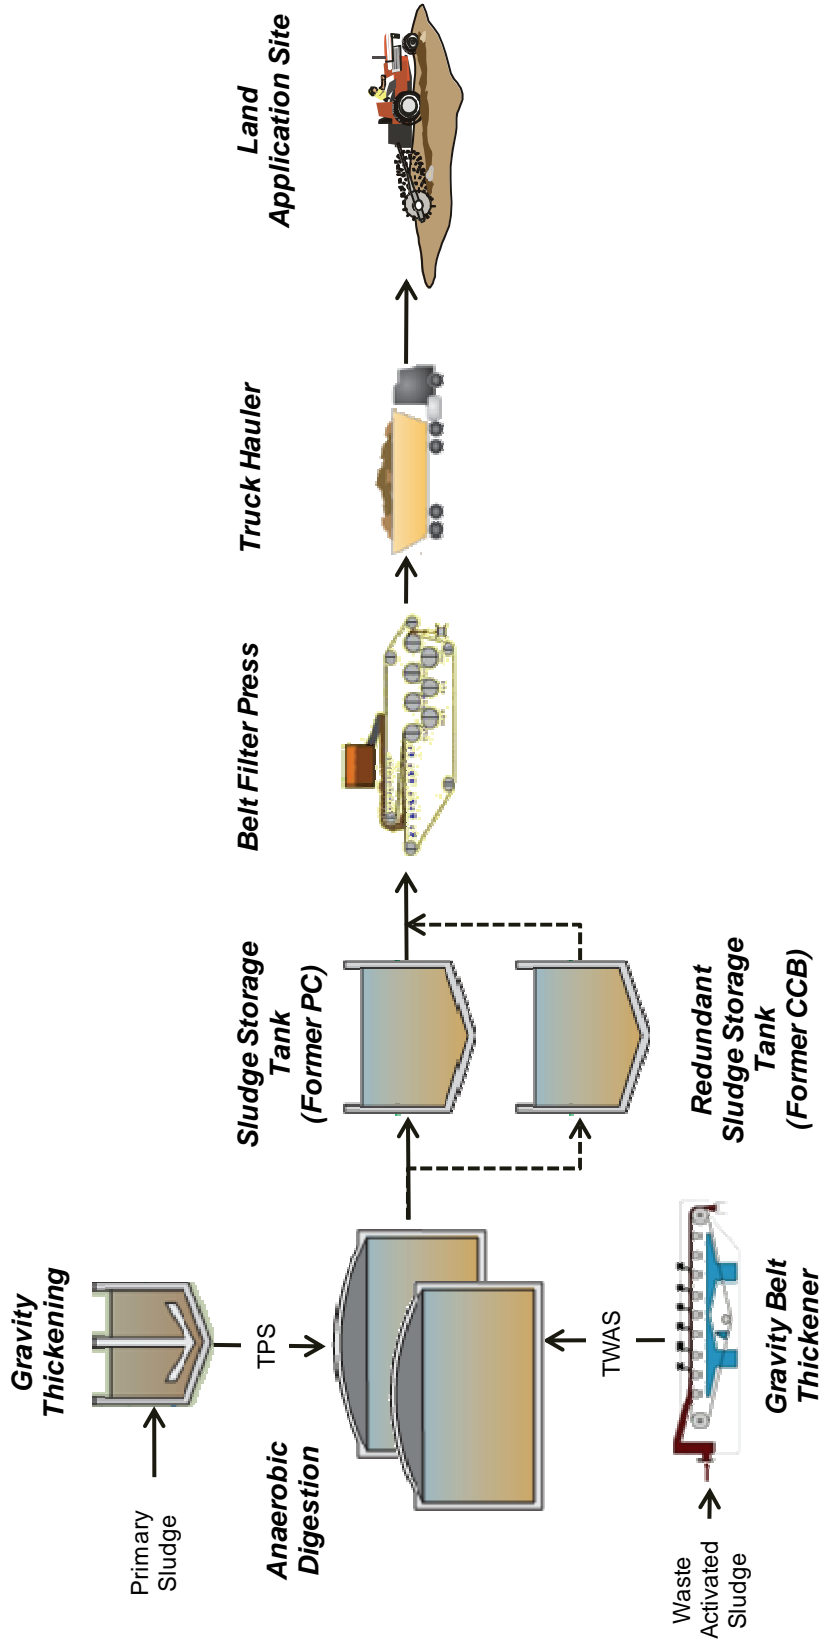 Primary
Sludge
Gravity
Thickening
TPS
Anaerobic
Digestion
Waste
Activated
Sludge
Gravity Belt
Thickener
TWAS
Sludge Storage
Tank
(Former PC)
Redundant
Sludge Storage
Tank
(Former CCB)
Belt Filter Press
Truck Hauler
Land
Application Site